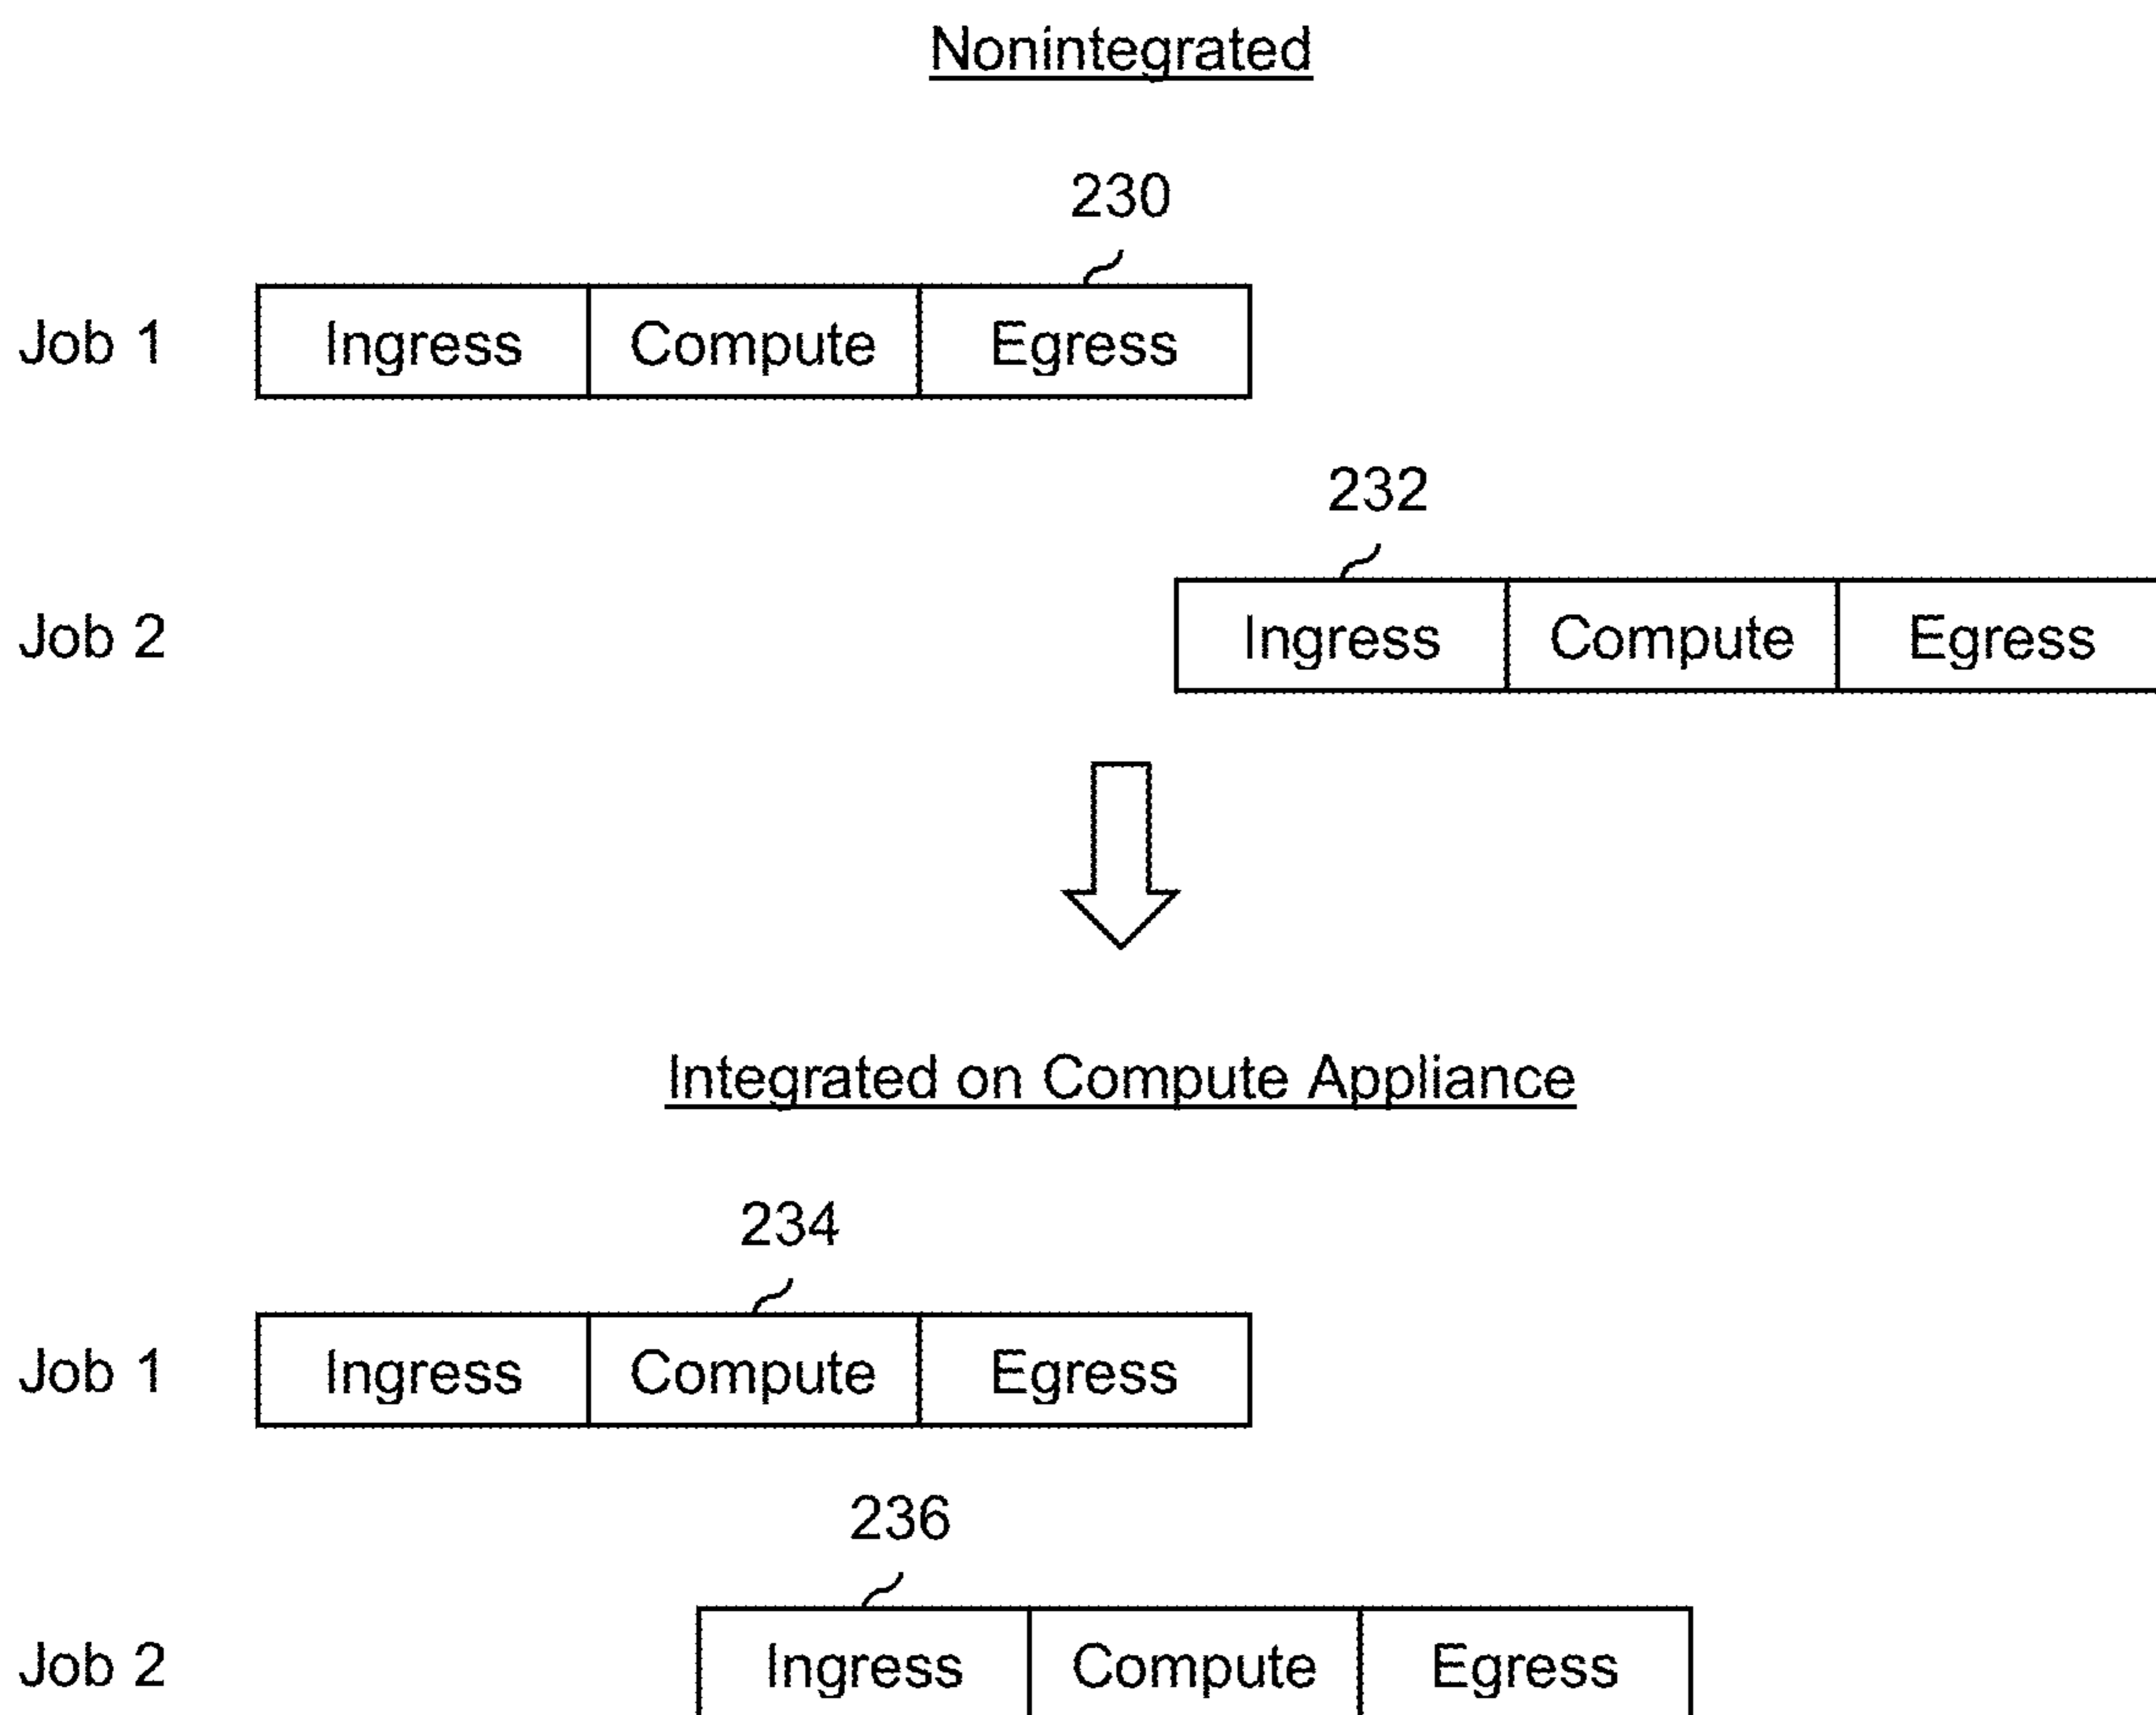 Nonintegrated
230
Job 1 Ingress Compute Egress
232
Job 2 Ingress Compute Egress
Integrated on Compute Appliance
234
Job 1 Ingress Compute Egress
236
Job 2 Ingress Compute Egress